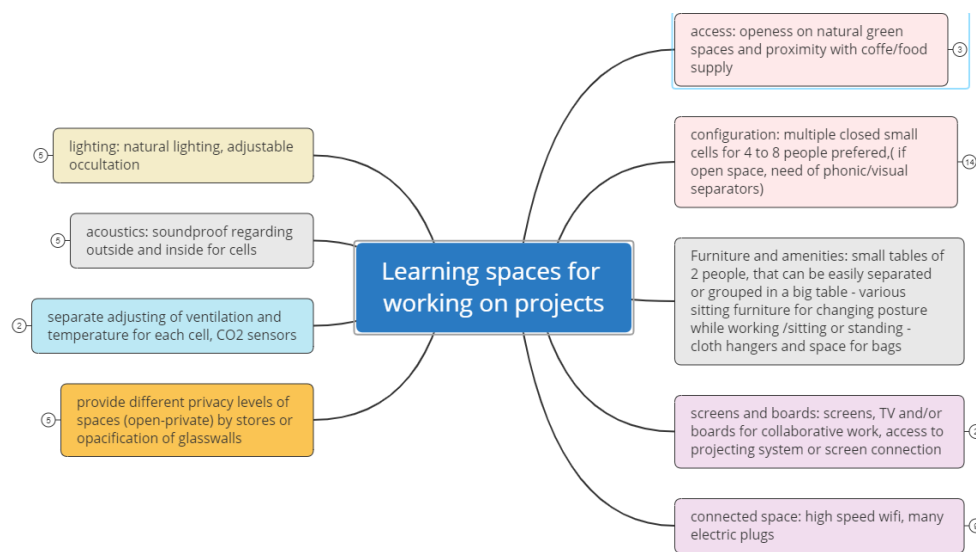 Learning spaces for
working on projects
lighting: natural lighting, adjustable
occultation
5
acoustics: soundproof regarding
outside and inside for cells
5
separate adjusting of ventilation and
temperature for each cell, CO2 sensors
2
provide different privacy levels of
spaces (open-private) by stores or
opacification of glasswalls
5
access: openess on natural green
spaces and proximity with coffe/food
supply
3
configuration: multiple closed small
cells for 4 to 8 people prefered,( if
open space, need of phonic/visual
separators)
14
Furniture and amenities: small tables of
2 people, that can be easily separated
or grouped in a big table - various
sitting furniture for changing posture
while working /sitting or standing -
cloth hangers and space for bags
screens and boards: screens, TV and/or
boards for collaborative work, access to
projecting system or screen connection
connected space: high speed wifi, many
electric plugs